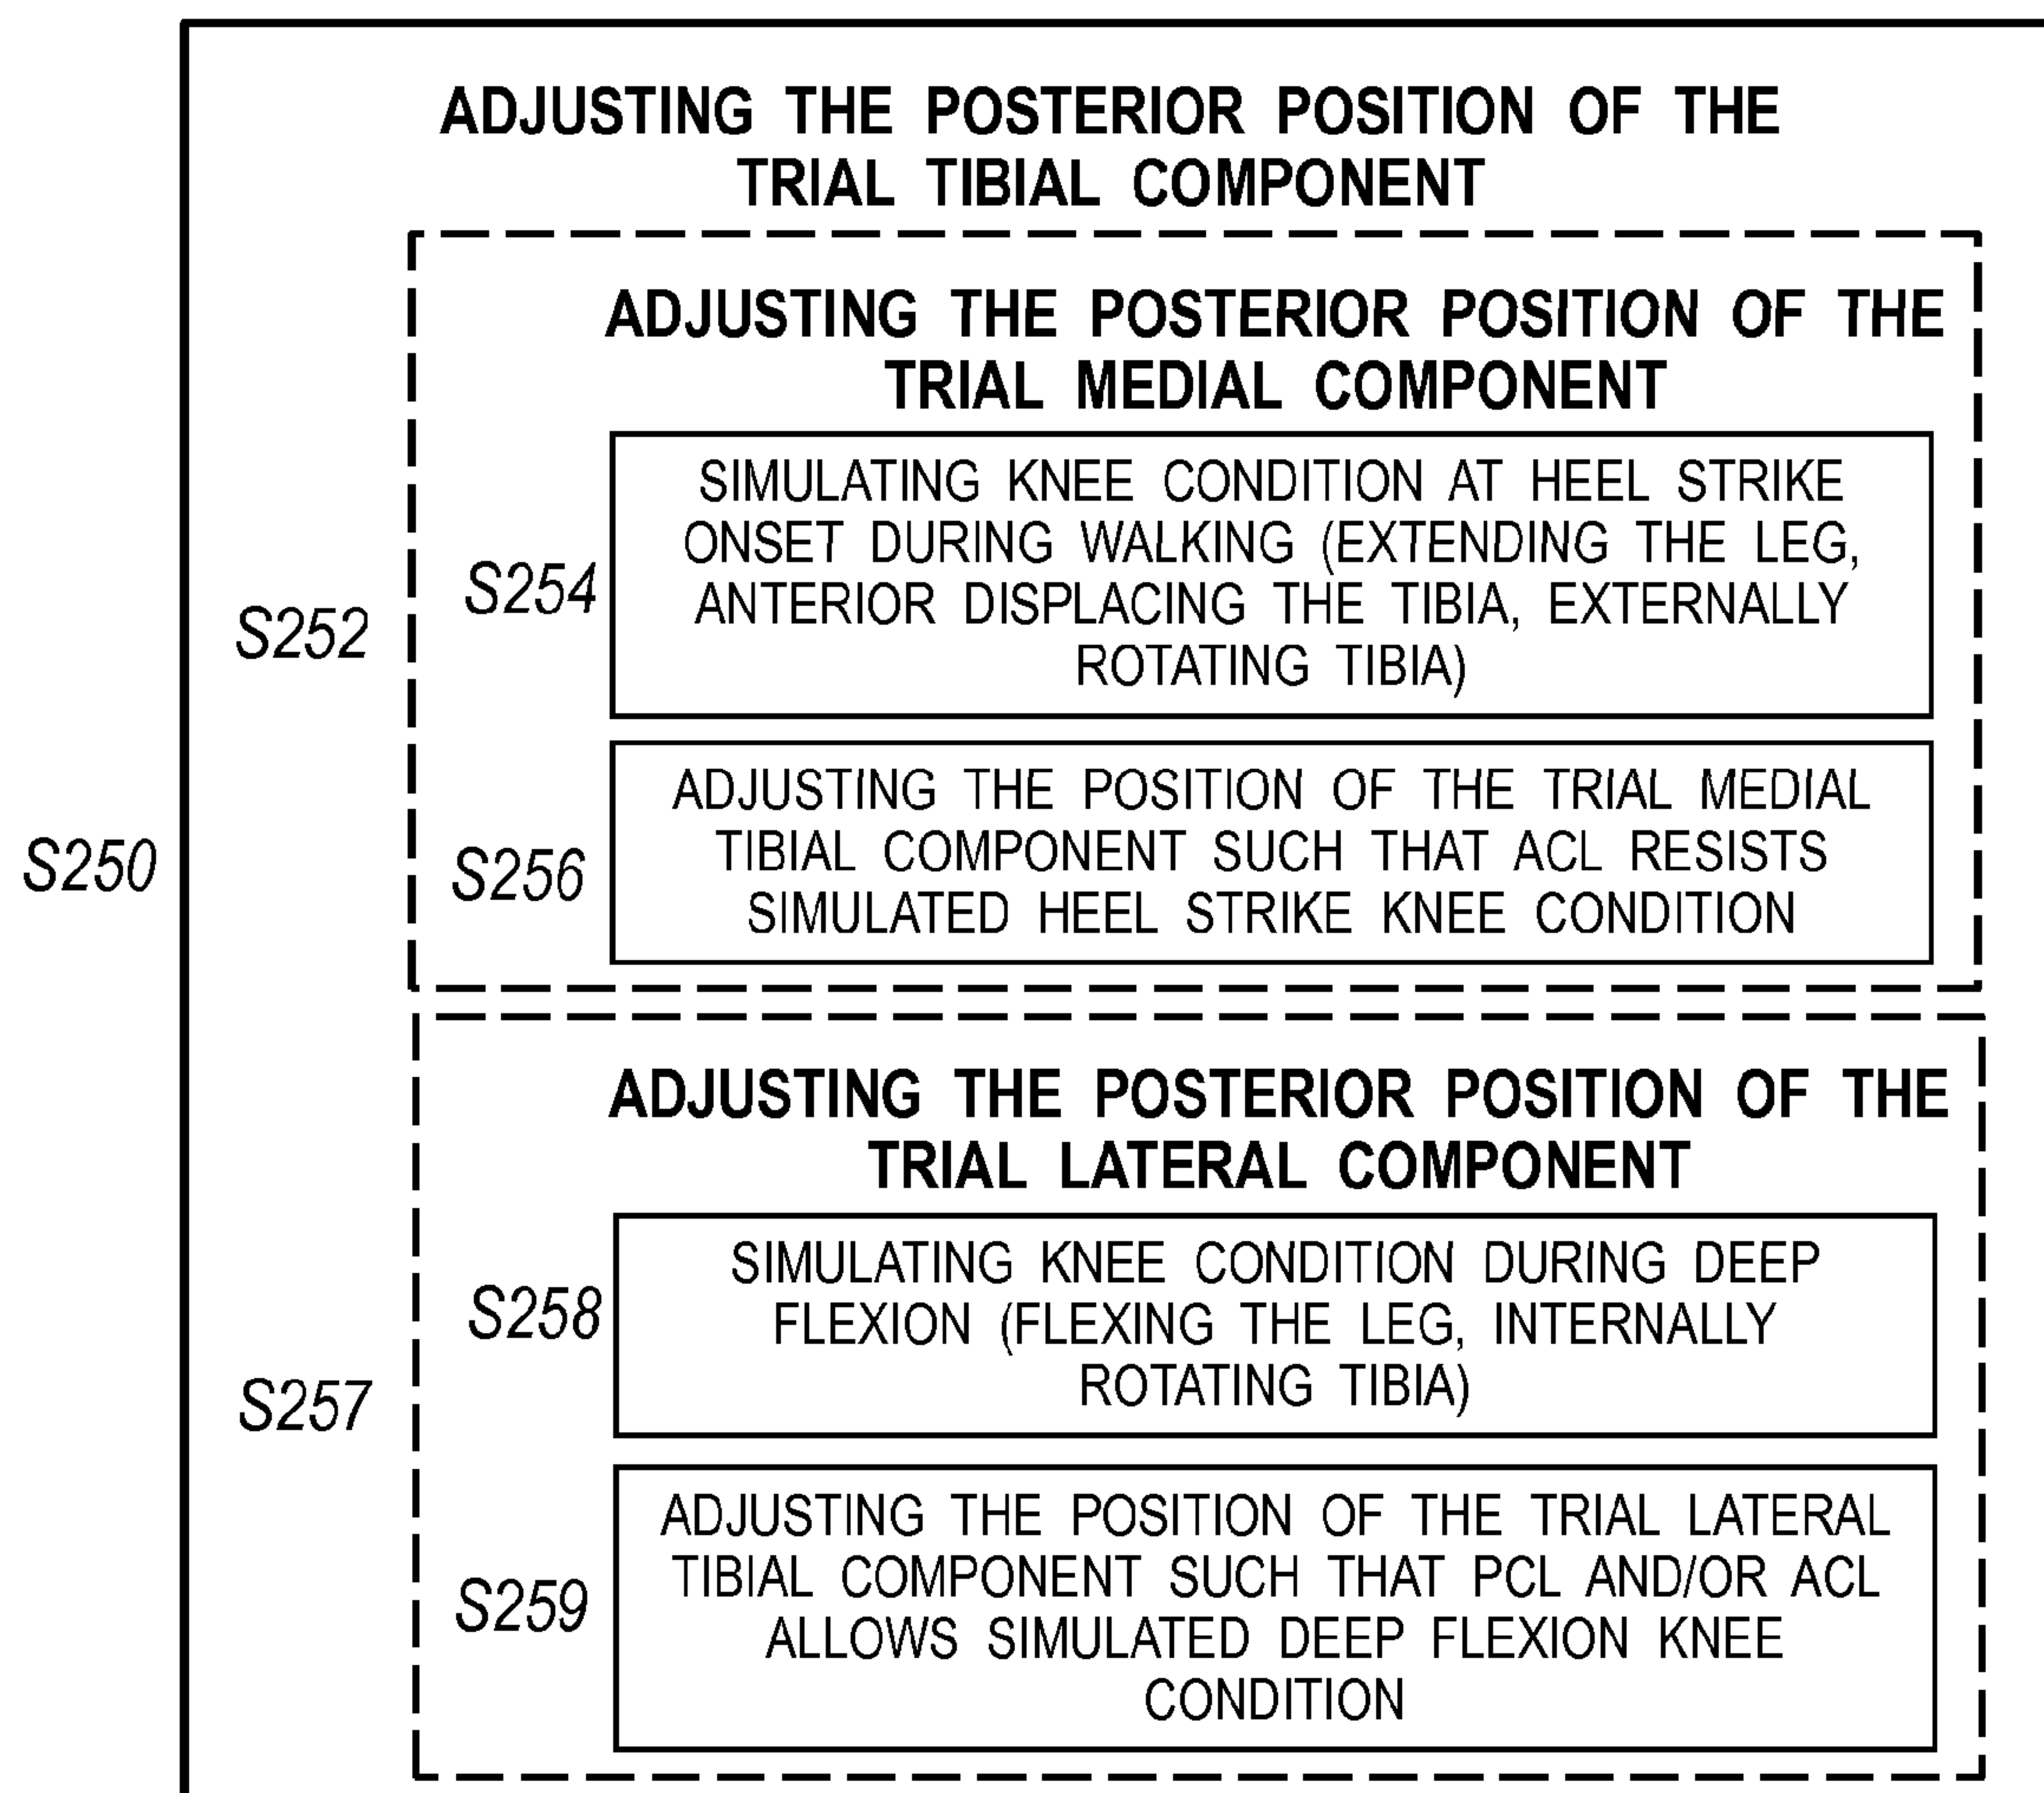 ADJUSTING THE POSTERIOR POSITION OF THE
TRIAL TIBIAL COMPONENT
ADJUSTING THE POSTERIOR POSITION OF THE
TRIAL MEDIAL COMPONENT
SIMULATING KNEE CONDITION AT HEEL STRIKE
ONSET DURING WALKING (EXTENDING THE LEG,
ANTERIOR DISPLACING THE TIBIA, EXTERNALLY
ROTATING TIBIA)
S254
S252
ADJUSTING THE POSITION OF THE TRIAL MEDIAL
TIBIAL COMPONENT SUCH THAT ACL RESISTS
SIMULATED HEEL STRIKE KNEE CONDITION
S256
S250
ADJUSTING THE POSTERIOR POSITION OF THE
TRIAL LATERAL COMPONENT
SIMULATING KNEE CONDITION DURING DEEP
FLEXION (FLEXING THE LEG, INTERNALLY
ROTATING TIBIA)
S258
S257
ADJUSTING THE POSITION OF THE TRIAL LATERAL
TIBIAL COMPONENT SUCH THAT PCL AND/OR ACL
ALLOWS SIMULATED DEEP FLEXION KNEE
CONDITION
S259